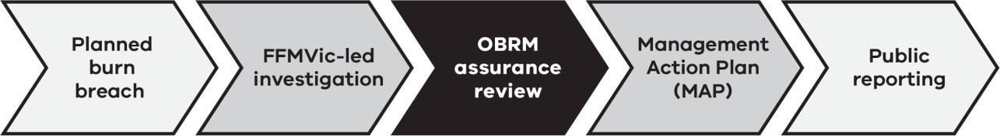 Planned
burn
breach
FFMVic-led
investigation
OBRM
assurance
review
Management
Action Plan
(MAP)
Public
reporting